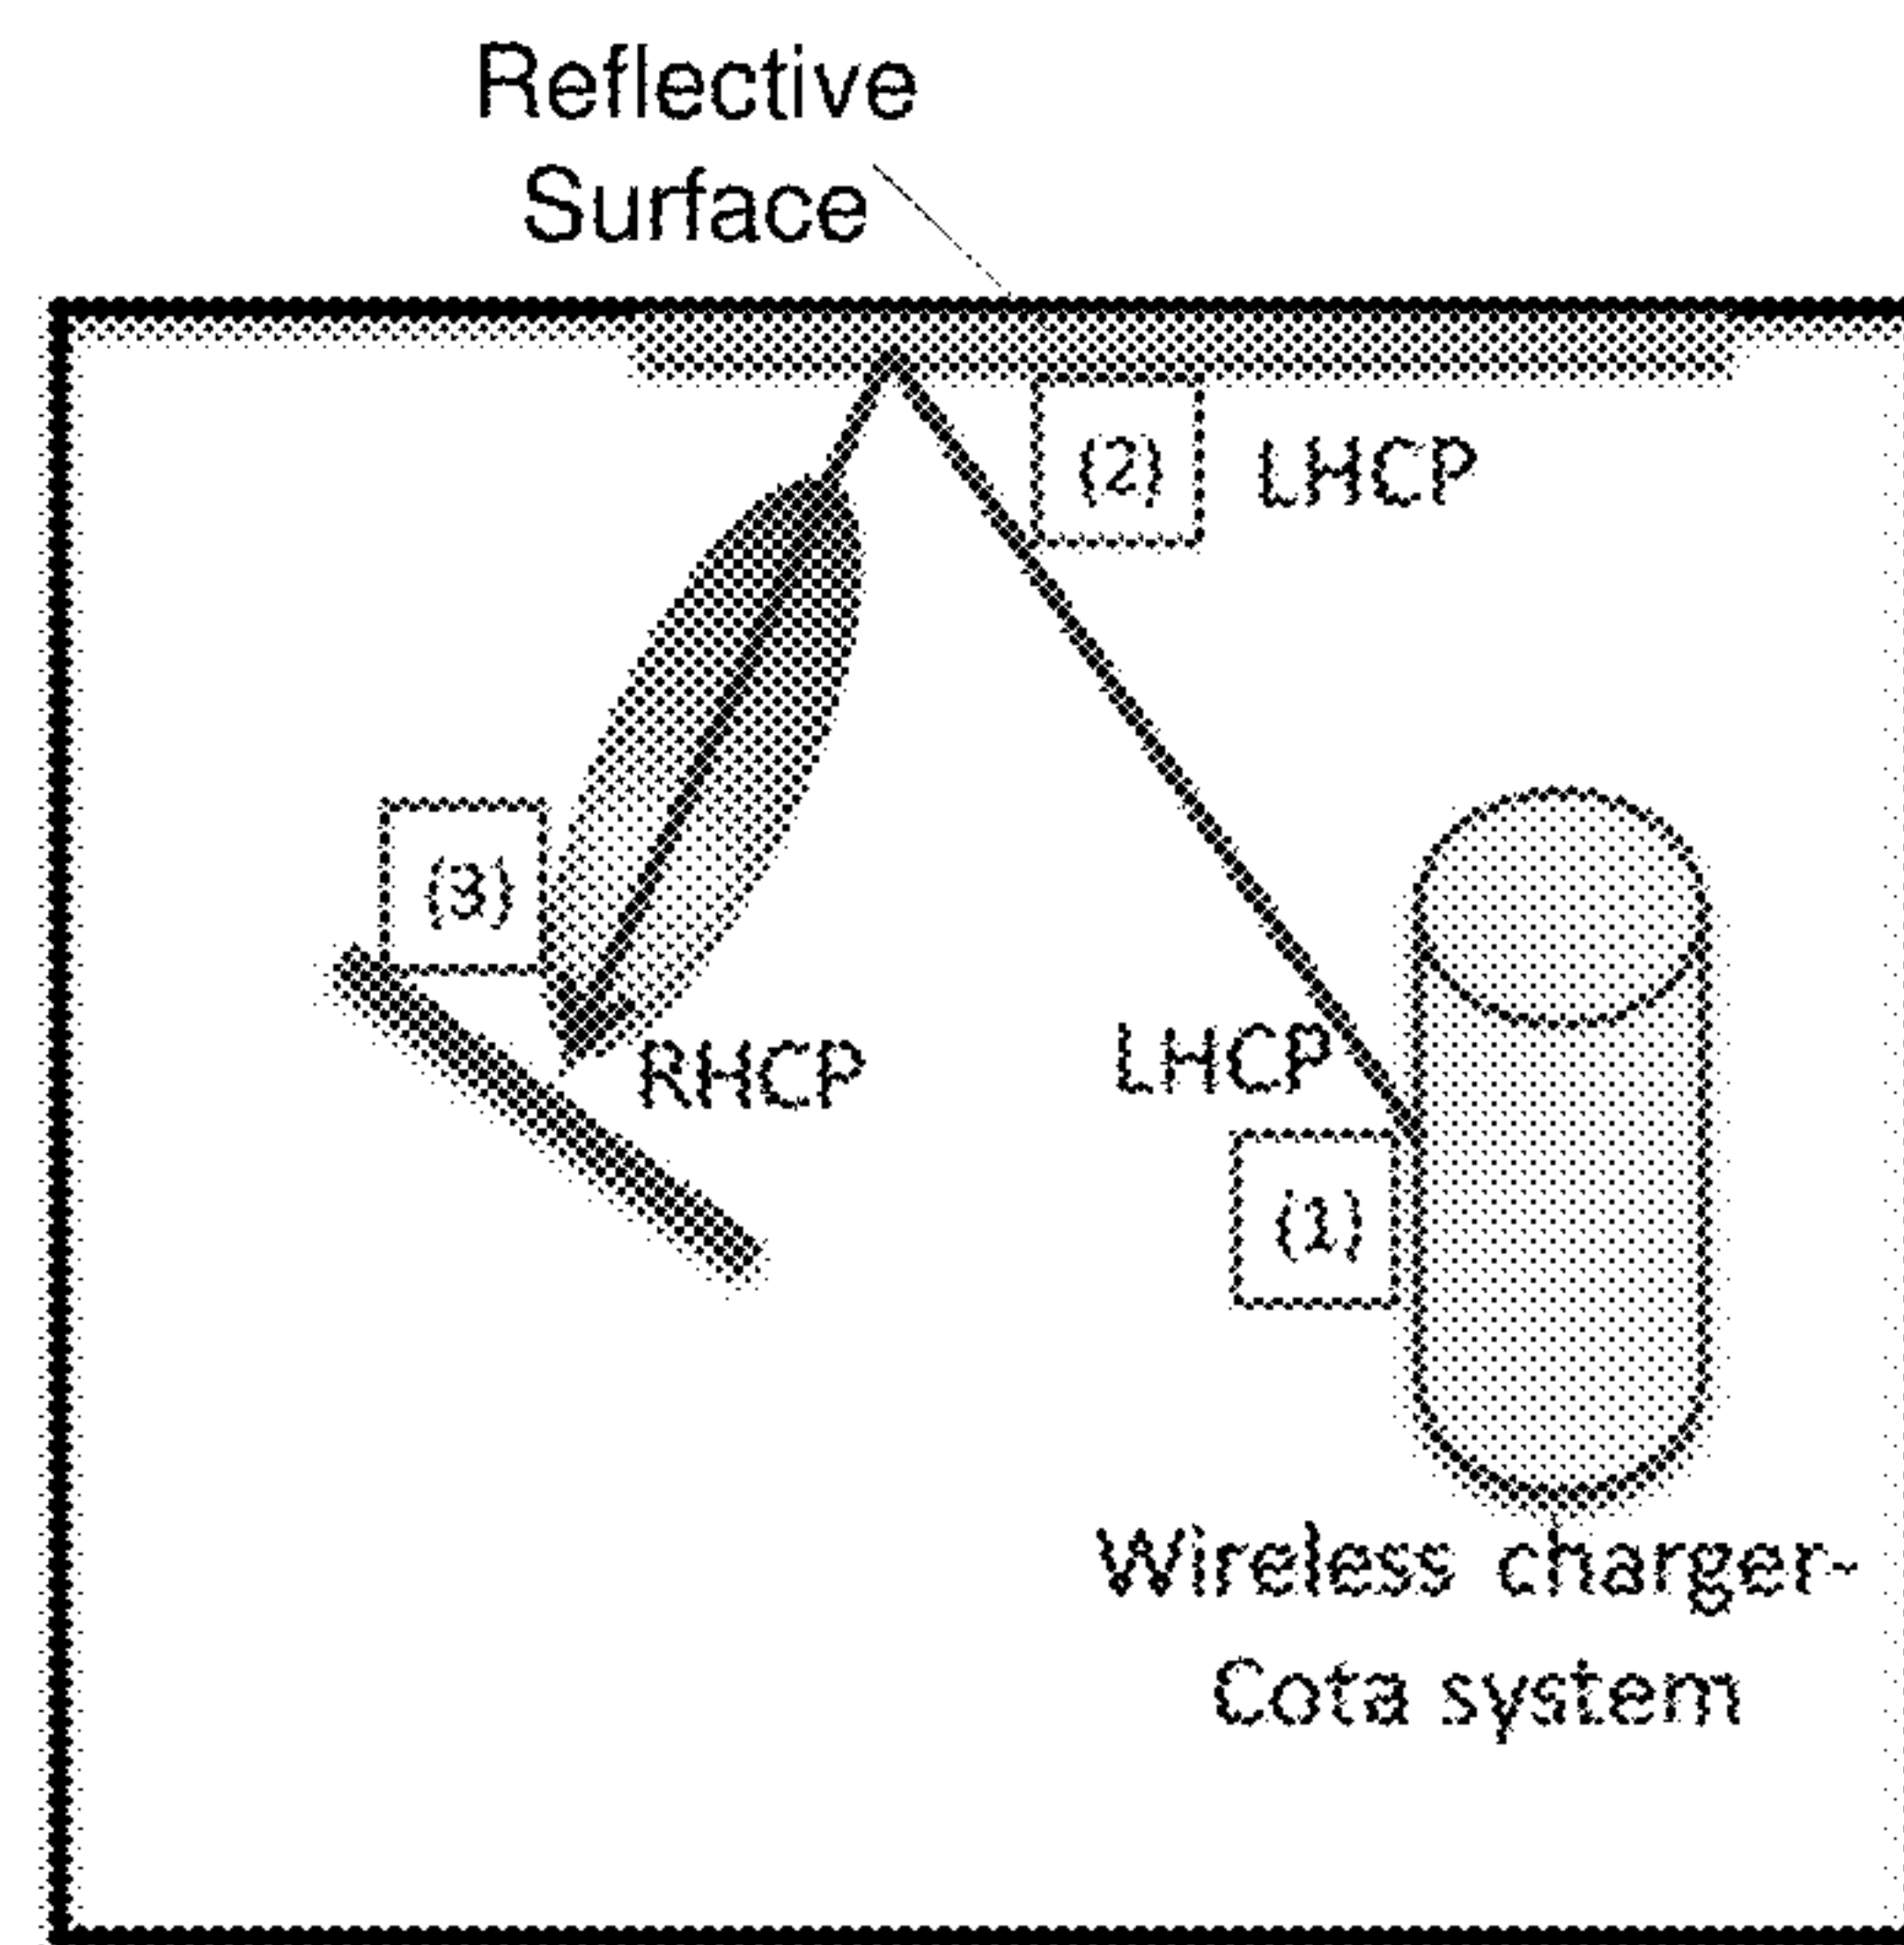 Reflective
Surface
(2) LHCP
(3)
RHCP
LHCP
(1)
Wireless charger-
Cota system